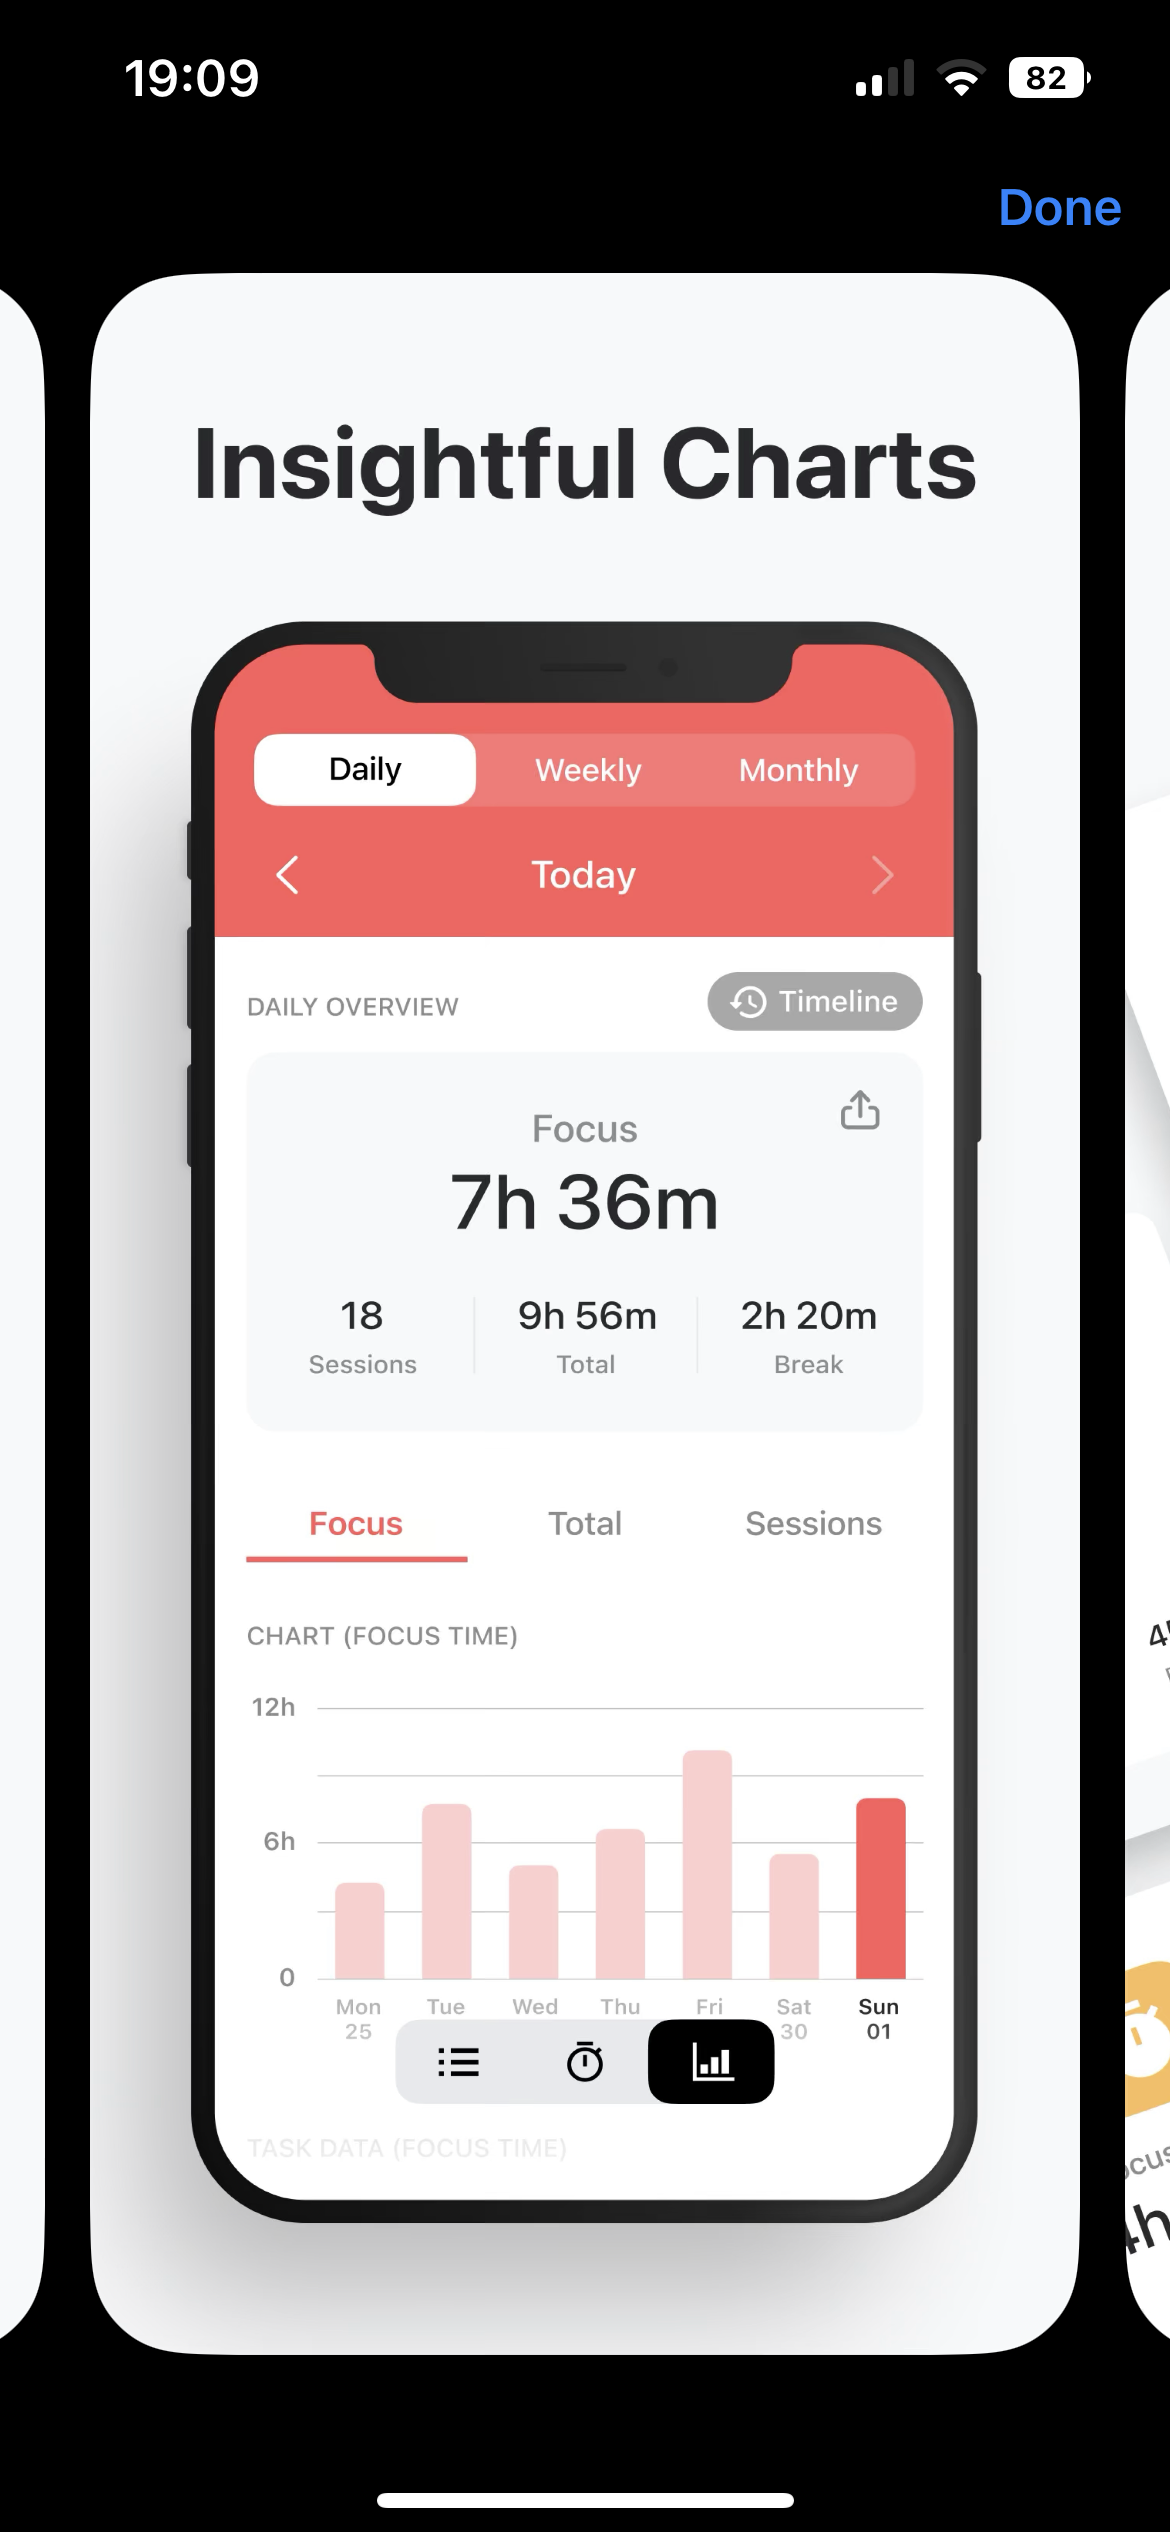 19:09
82
Done
Insightful Charts
Daily Weekly Monthly
Today
DAILY OVERVIEW
Timeline
Focus
7h 36m
18 9h 56m 2h 20m
Sessions Total Break
Focus Total Sessions
CHART (FOCUS TIME)
12h
6h
0
Mon Tue Wed Thu Fri Sat Sun
25 30 01
TASK DATA (FOCUS TIME)
4h